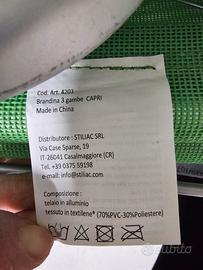 Cod. Art. 4203
Brandina 3 gambe CAPRI
Made in China
Distributore : STILIAC SRL
Via Case Sparse, 19
IT-26041 Casalmaggiore (CR)
Tel. +39 0375 59198
e-mail: info@stiliac.com
Composizione :
telaio in alluminio
tessuto in textilene* (70%PVC-30%Poliestere)
subito